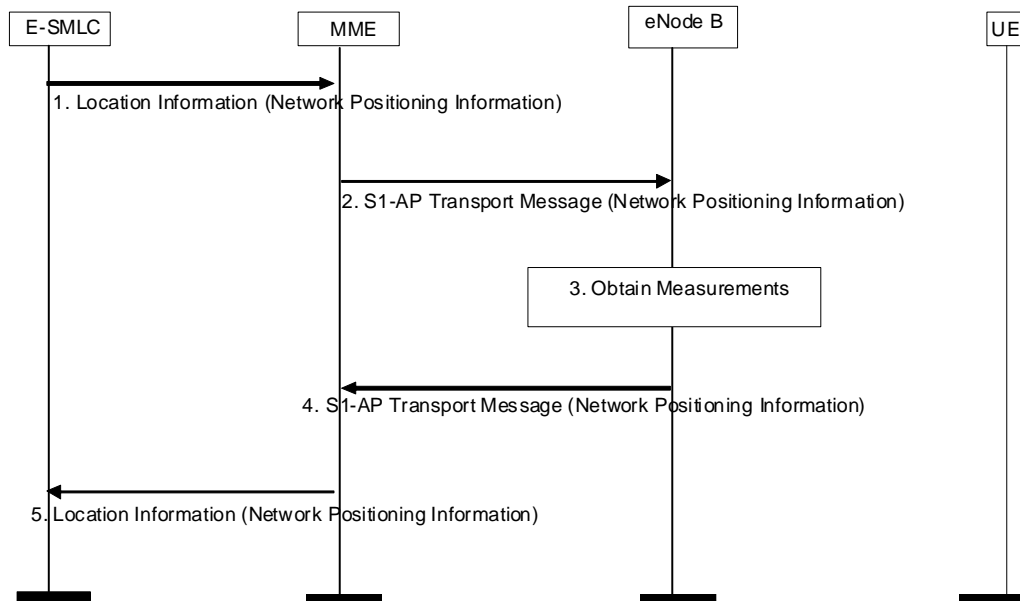 E-SMLC
MME
eNode B
UE
1. Location Information (Network Positioning Information)
2. S1-AP Transport Message (Network Positioning Information)
3. Obtain Measurements
4. S1-AP Transport Message (Network Positioning Information)
5. Location Information (Network Positioning Information)